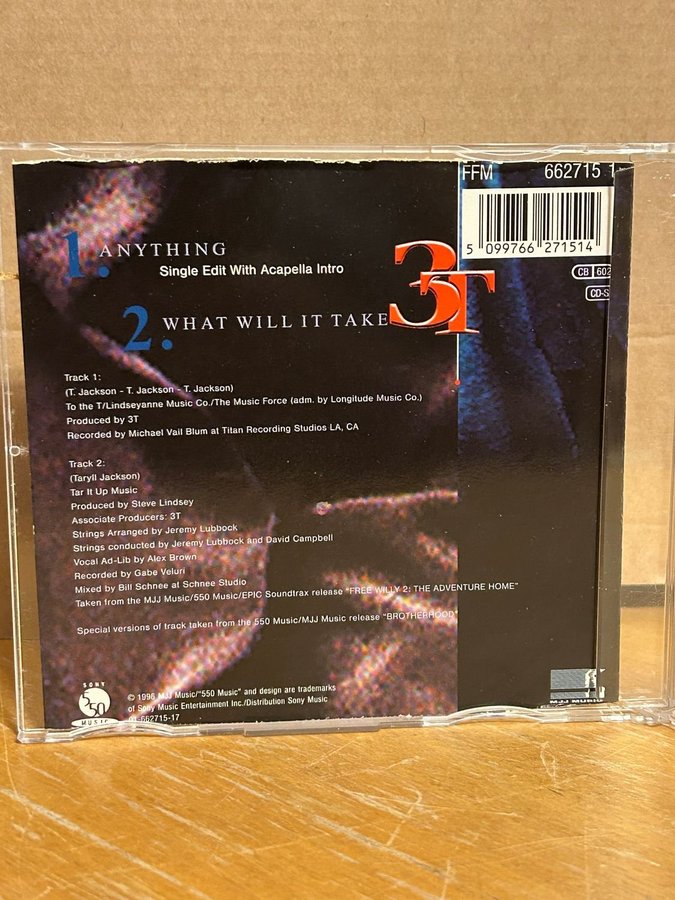 FFM 662715 1
5 099766 271514
CB 602
CD-S
1. ANYTHING
Single Edit With Acapella Intro
2. WHAT WILL IT TAKE
3T
Track 1:
(T. Jackson - T. Jackson - T. Jackson)
To the T/Lindseyanne Music Co./The Music Force (adm. by Longitude Music Co.)
Produced by 3T
Recorded by Michael Vail Blum at Titan Recording Studios LA, CA
Track 2:
(Taryll Jackson)
Tar It Up Music
Produced by Steve Lindsey
Associate Producers: 3T
Strings Arranged by Jeremy Lubbock
Strings conducted by Jeremy Lubbock and David Campbell
Vocal Ad-Lib by Alex Brown
Recorded by Gabe Veluri
Mixed by Bill Schnee at Schnee Studio
Taken from the MJJ Music/550 Music/EPIC Soundtrax release "FREE WILLY 2: THE ADVENTURE HOME"
Special versions of track taken from the 550 Music/MJJ Music release "BROTHERHOOD"
SONY
550
MUSIC
© 1996 MJJ Music/"550 Music" and design are trademarks
of Sony Music Entertainment Inc./Distribution Sony Music
01-662715-17
MJJ MUSIC